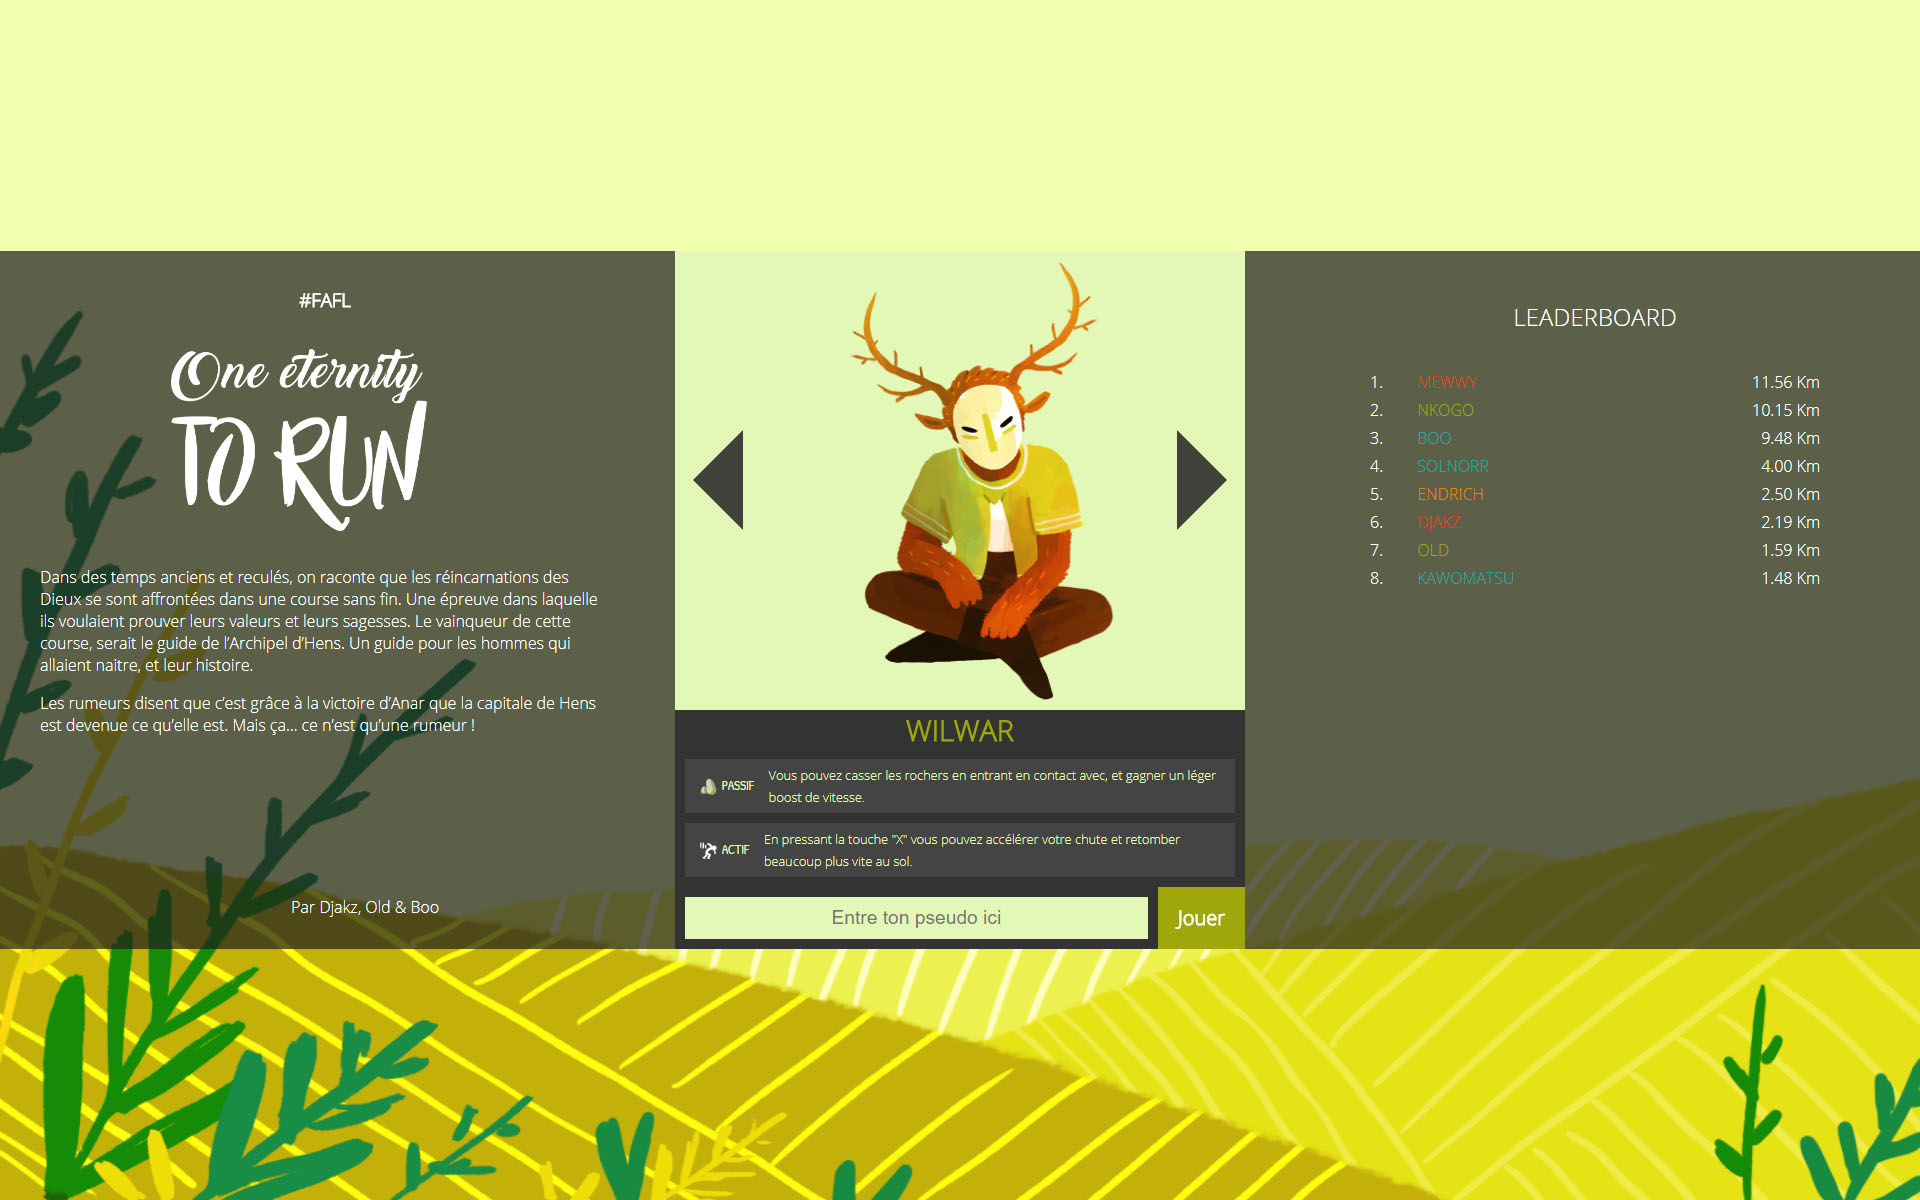 #FAFL
One éternity
TO RUN
Dans des temps anciens et reculés, on raconte que les réincarnations des
Dieux se sont affrontées dans une course sans fin. Une épreuve dans laquelle
ils voulaient prouver leurs valeurs et leurs sagesses. Le vainqueur de cette
course, serait le guide de l’Archipel d’Hens. Un guide pour les hommes qui
allaient naitre, et leur histoire.
Les rumeurs disent que c’est grâce à la victoire d’Anar que la capitale de Hens
est devenue ce qu’elle est. Mais ça... ce n’est qu’une rumeur !
Par Djakz, Old & Boo
WILWAR
PASSIF
Vous pouvez casser les rochers en entrant en contact avec, et gagner un léger
boost de vitesse.
ACTIF
En pressant la touche "X" vous pouvez accélérer votre chute et retomber
beaucoup plus vite au sol.
Entre ton pseudo ici
Jouer
LEADERBOARD
1. MEWWY 11.56 Km
2. NKOGO 10.15 Km
3. BOO 9.48 Km
4. SOLNORR 4.00 Km
5. ENDRICH 2.50 Km
6. DJAKZ 2.19 Km
7. OLD 1.59 Km
8. KAWOMATSU 1.48 Km